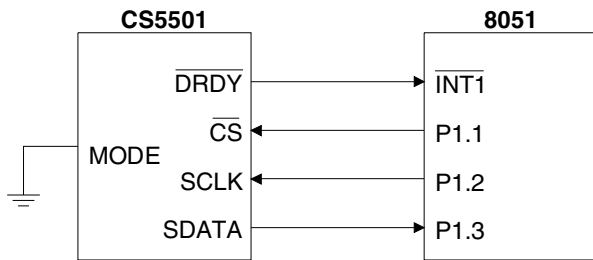 CS5501 8051
DRDY INT1
CS P1.1
MODE
SCLK P1.2
SDATA P1.3